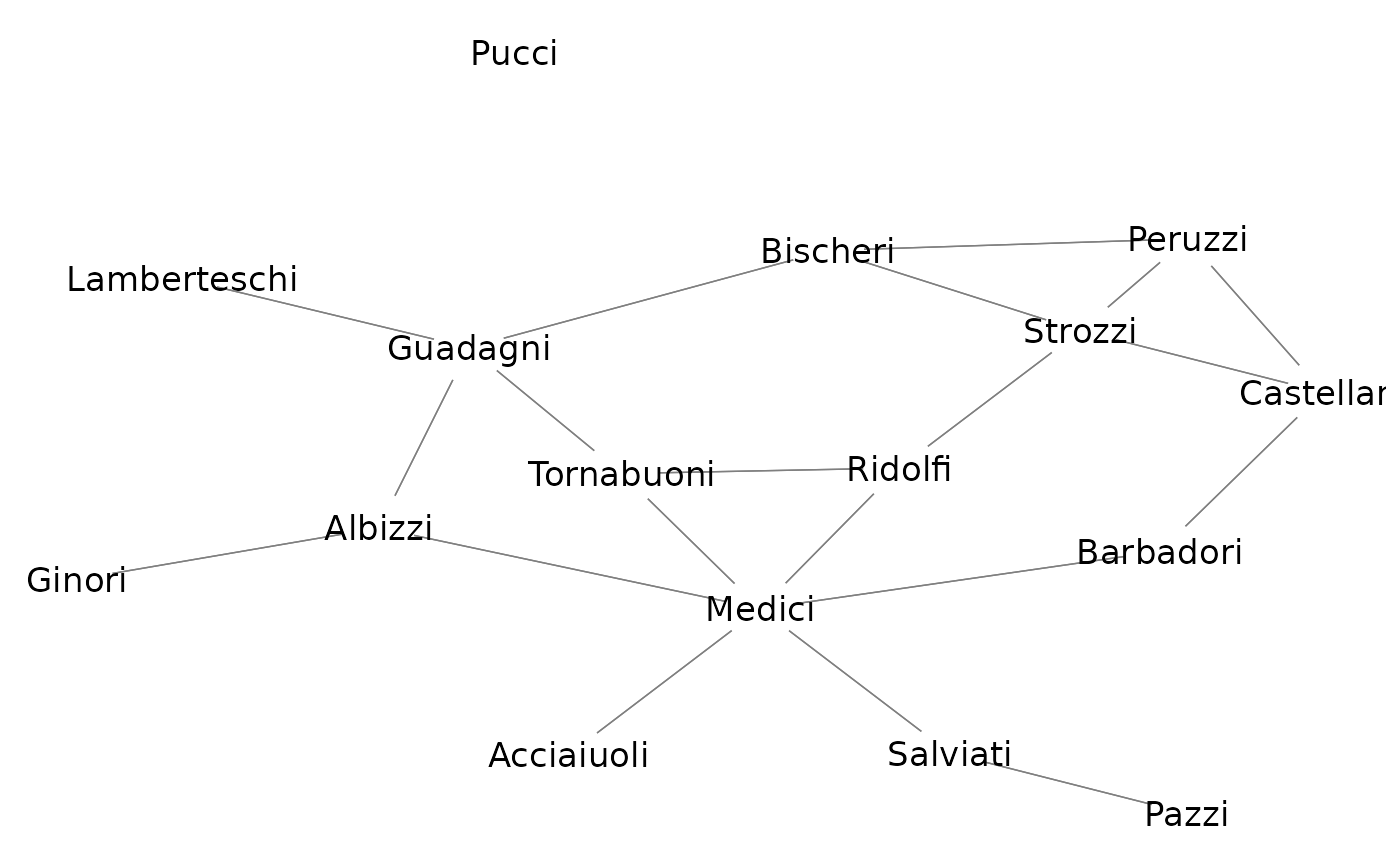 Pucci
Peruzzi
Bischeri
Lamberteschi
Strozzi
Guadagni
Castellar
Ridolfi
Tornabuoni
Albizzi
Barbadori
Ginori
Medici
Salviati
Acciaiuoli
Pazzi